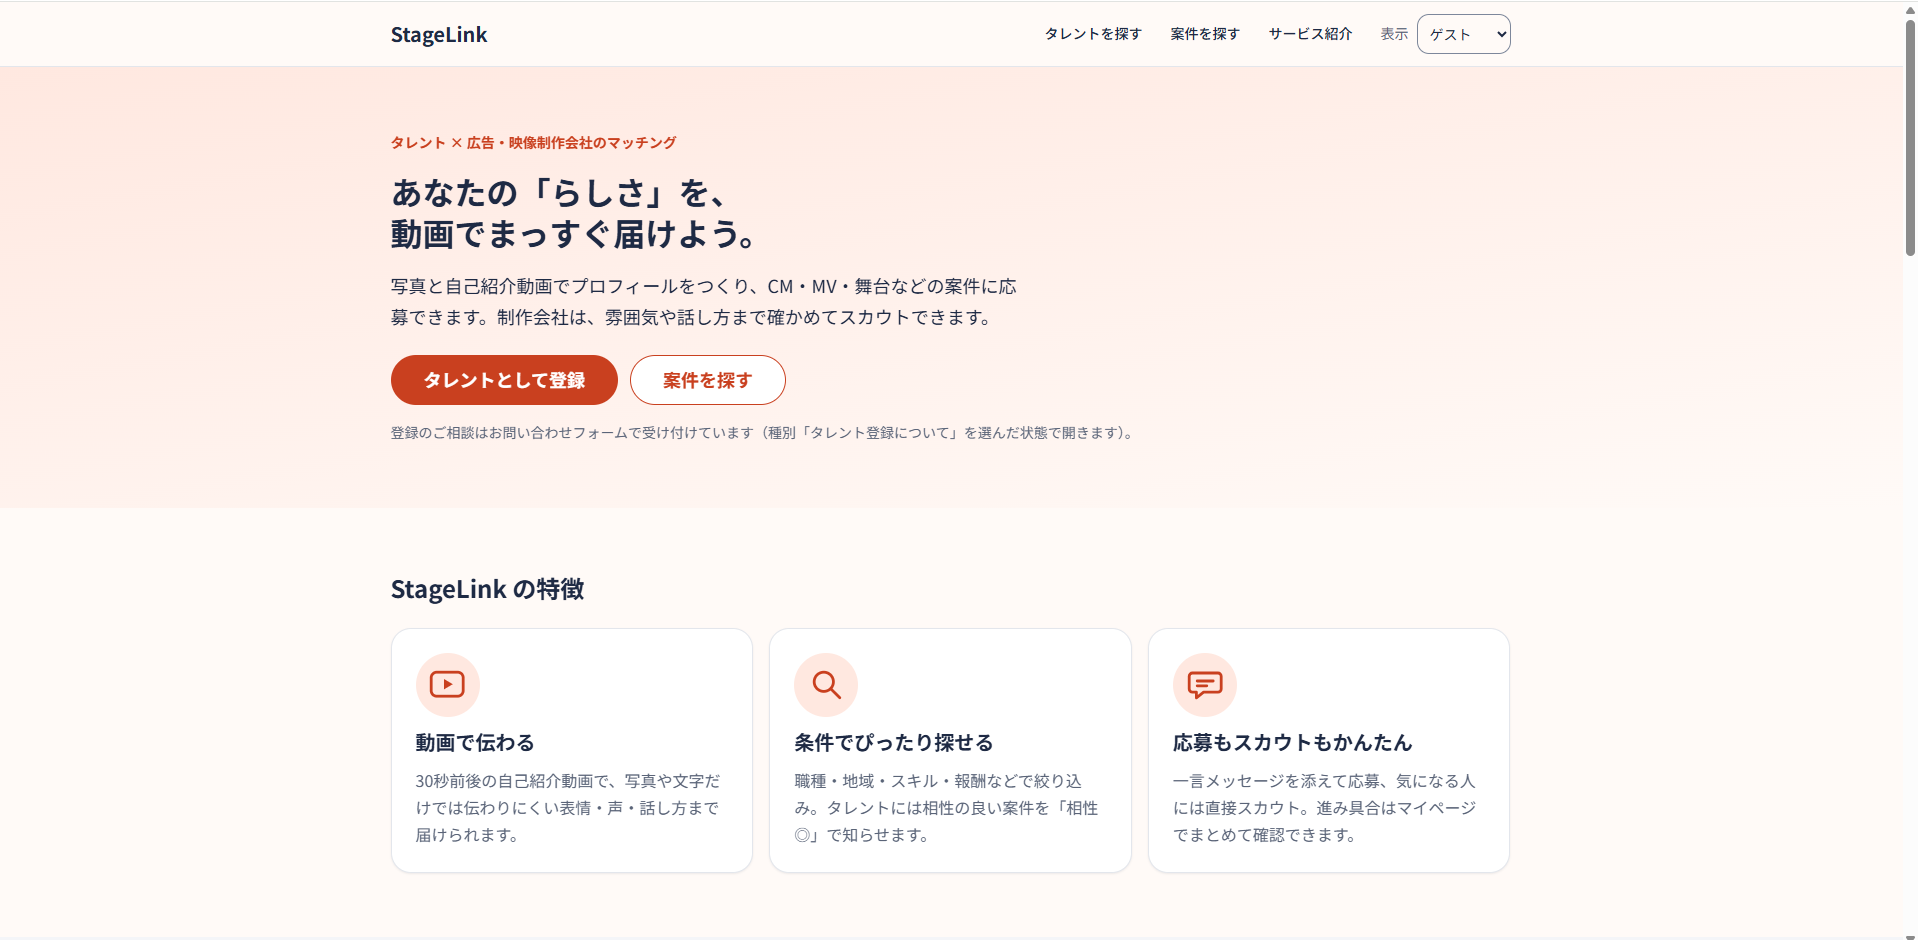 StageLink
タレントを探す
案件を探す
サービス紹介
表示
ゲスト
タレント × 広告・映像制作会社のマッチング
あなたの「らしさ」を、
動画でまっすぐ届けよう。
写真と自己紹介動画でプロフィールをつくり、CM・MV・舞台などの案件に応
募できます。制作会社は、雰囲気や話し方まで確かめてスカウトできます。
タレントとして登録
案件を探す
登録のご相談はお問い合わせフォームで受け付けています（種別「タレント登録について」を選んだ状態で開きます）。
StageLink の特徴
動画で伝わる
30秒前後の自己紹介動画で、写真や文字だ
けでは伝わりにくい表情・声・話し方まで
届けられます。
条件でぴったり探せる
職種・地域・スキル・報酬などで絞り込
み。タレントには相性の良い案件を「相性
◎」で知らせます。
応募もスカウトもかんたん
一言メッセージを添えて応募、気になる人
には直接スカウト。進み具合はマイページ
でまとめて確認できます。